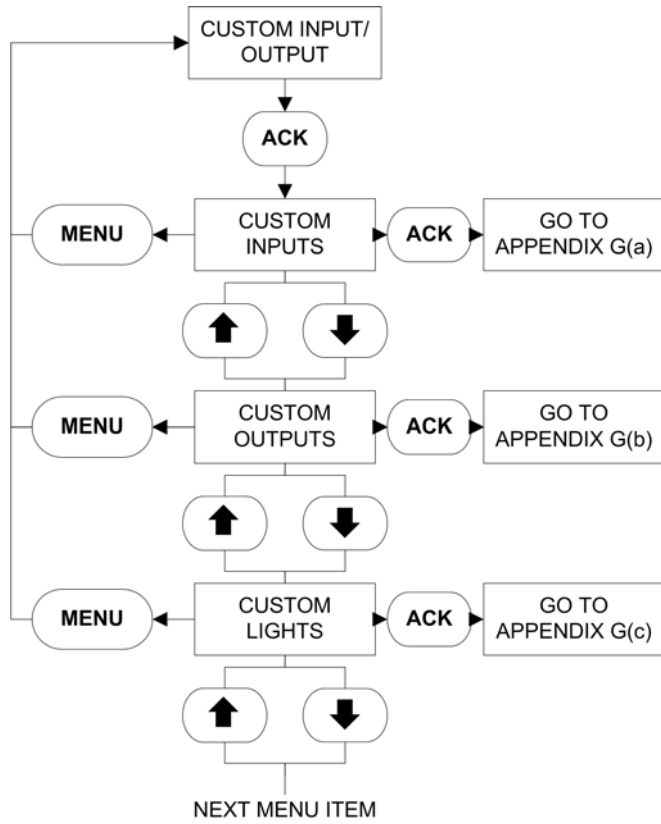 CUSTOM INPUT/
OUTPUT
ACK
MENU
CUSTOM
INPUTS
ACK
GO TO
APPENDIX G(a)
MENU
CUSTOM
OUTPUTS
ACK
GO TO
APPENDIX G(b)
MENU
CUSTOM
LIGHTS
ACK
GO TO
APPENDIX G(c)
NEXT MENU ITEM